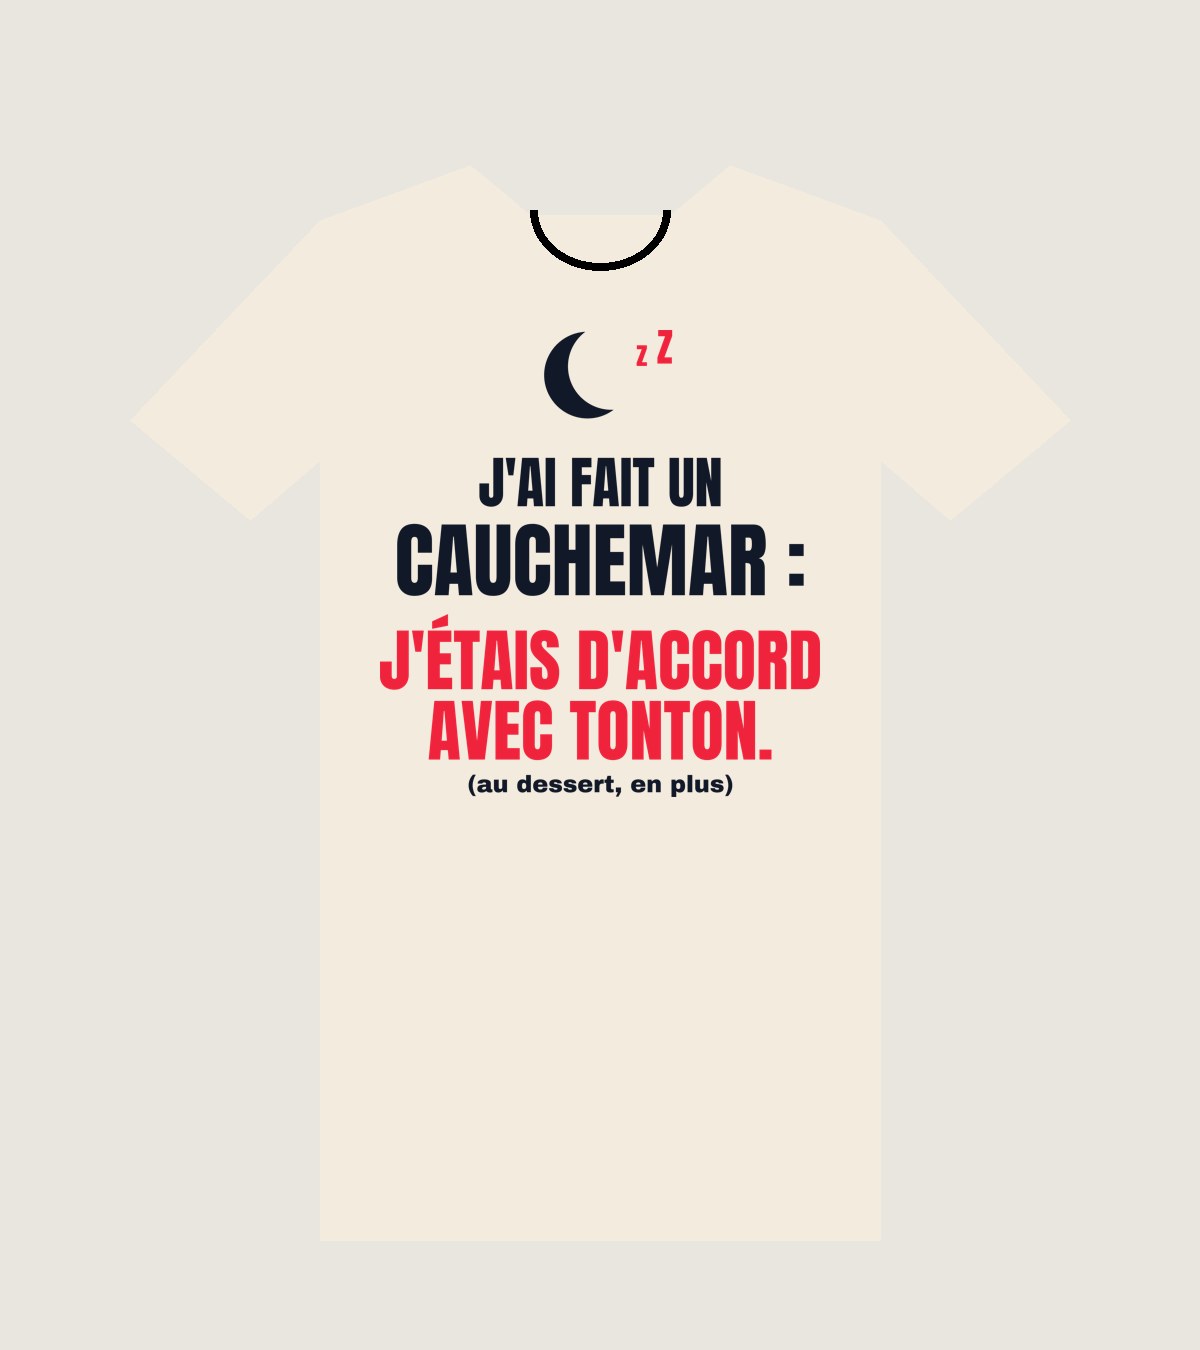 z Z
J'AI FAIT UN
CAUCHEMAR :
J'ÉTAIS D'ACCORD
AVEC TONTON.
(au dessert, en plus)